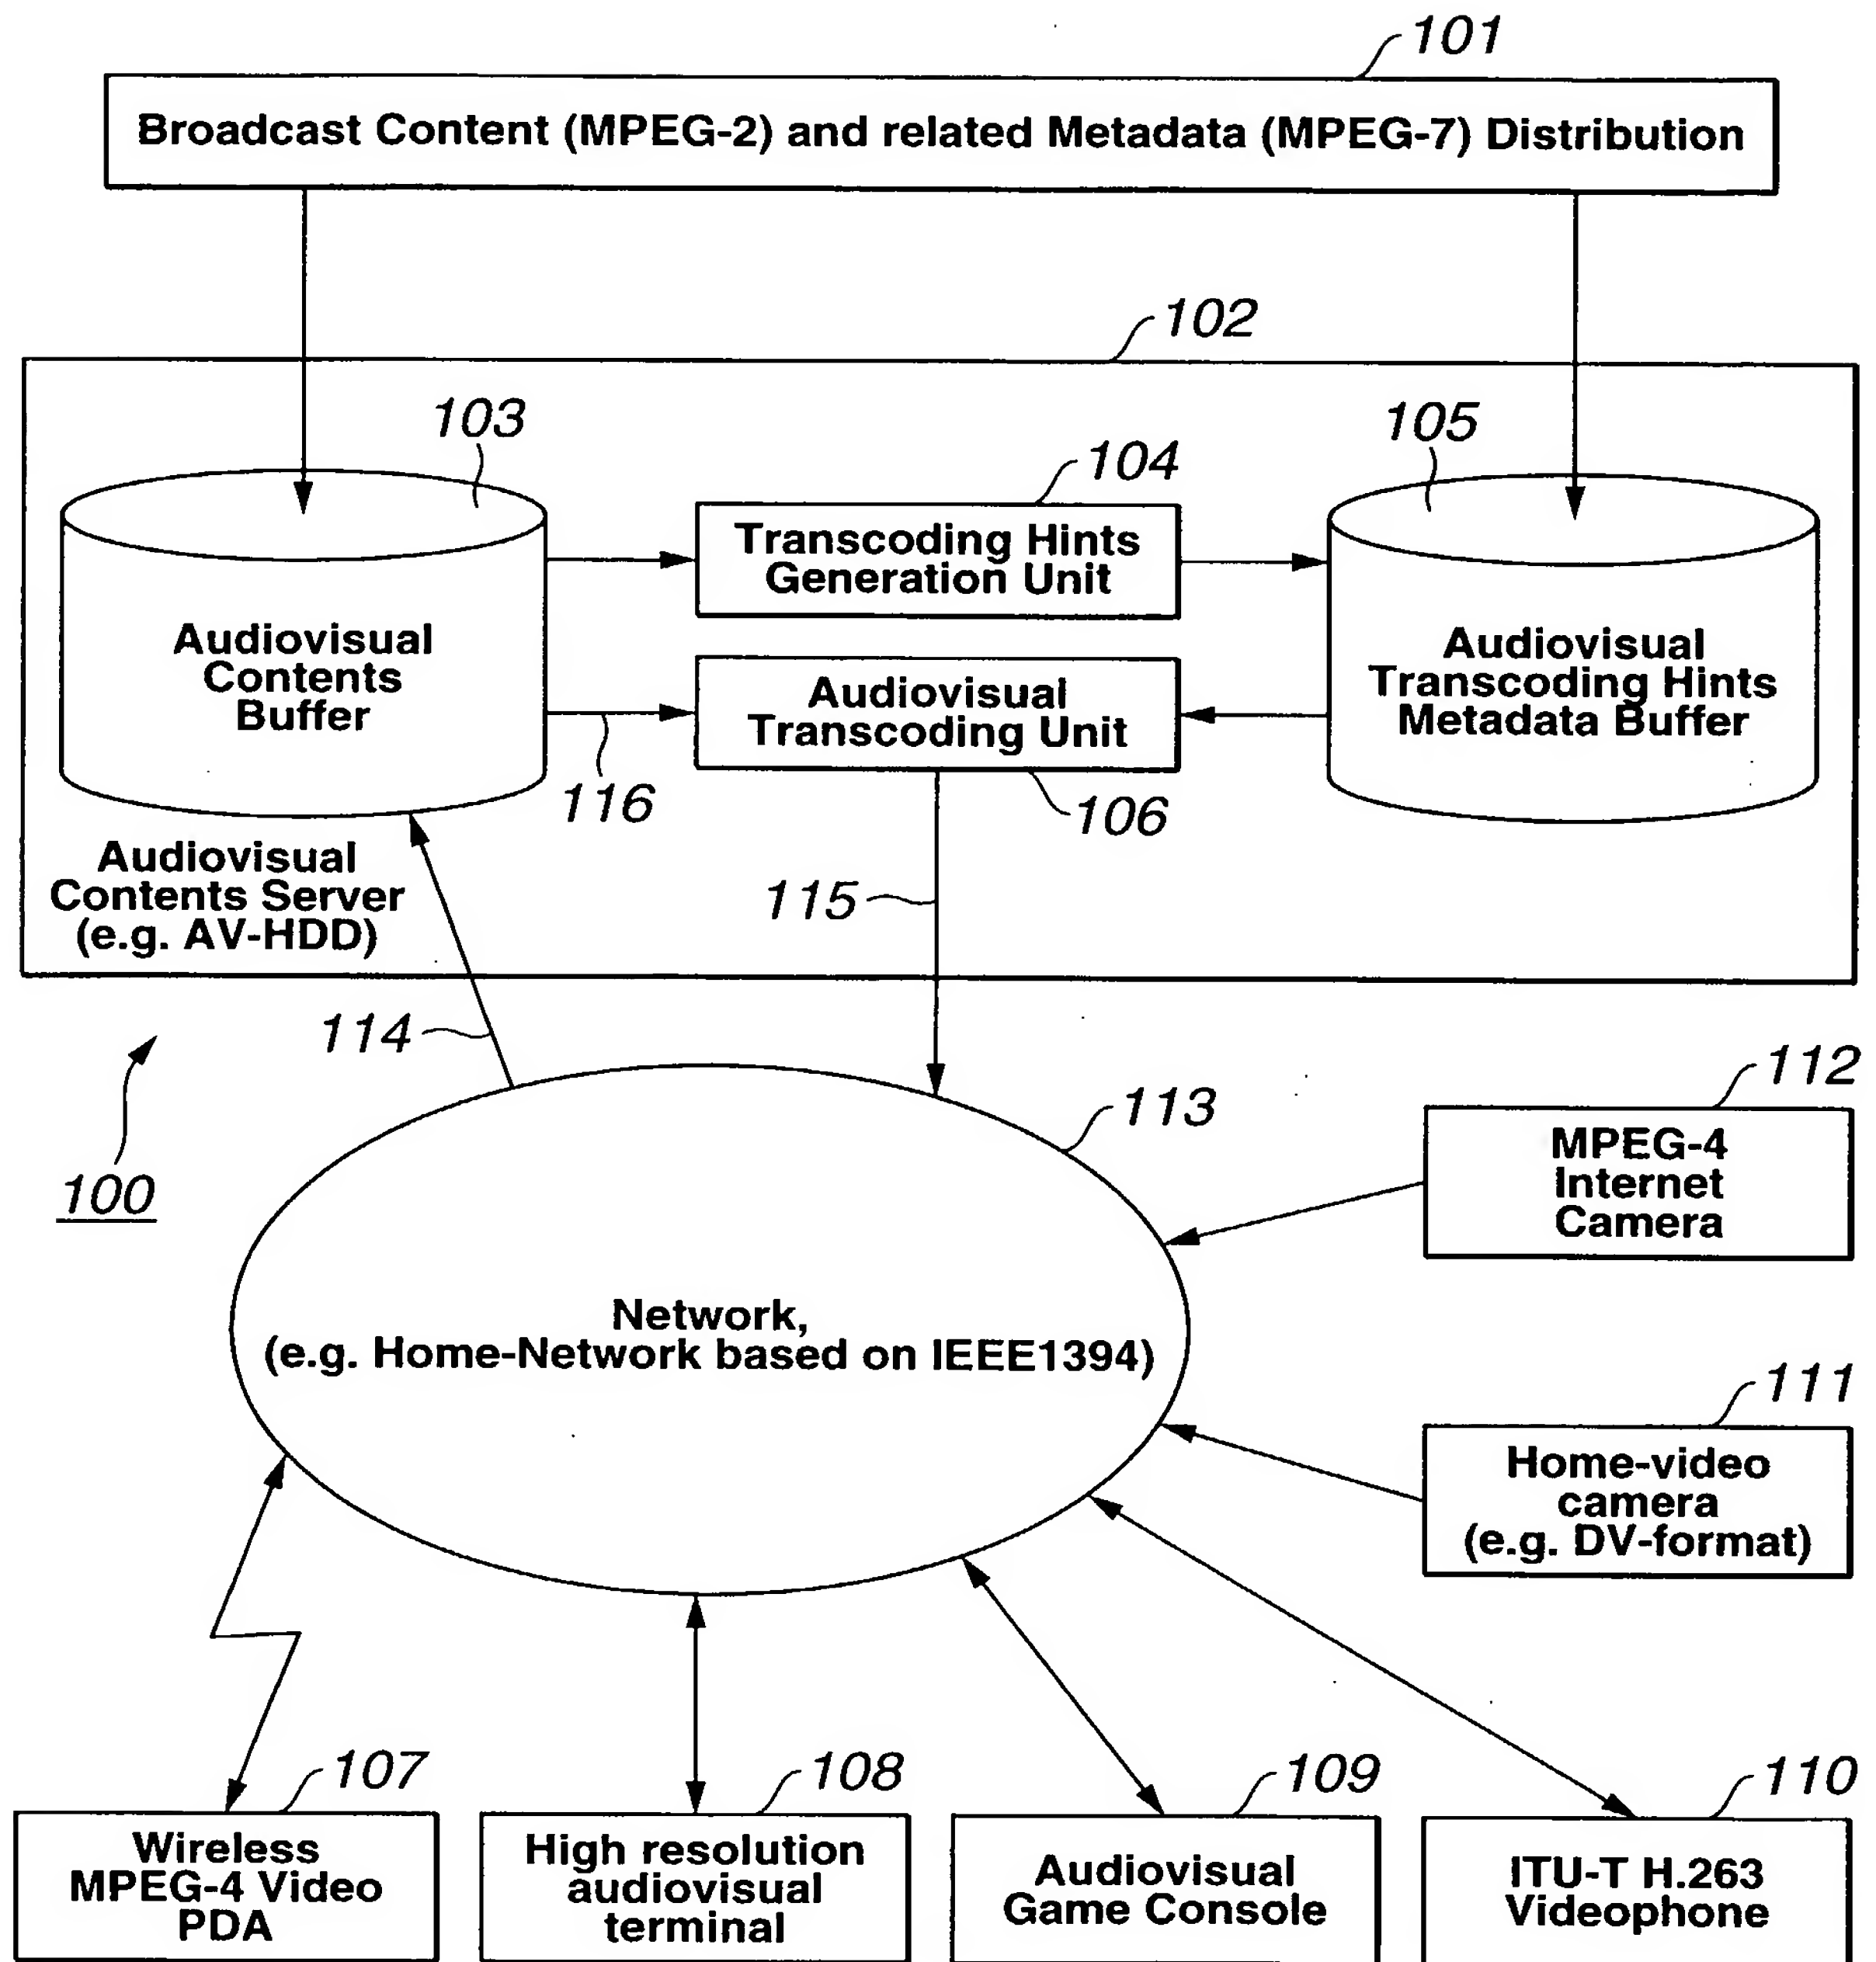 101
Broadcast Content (MPEG-2) and related Metadata (MPEG-7) Distribution
102
103
105
104
Transcoding Hints
Generation Unit
Audiovisual
Contents
Buffer
Audiovisual
Transcoding Hints
Metadata Buffer
Audiovisual
Transcoding Unit
116
106
Audiovisual
Contents Server
(e.g. AV-HDD)
115
114
112
113
100
MPEG-4
Internet
Camera
Network,
(e.g. Home-Network based on IEEE1394)
111
Home-video
camera
(e.g. DV-format)
107
108
109
110
Wireless
MPEG-4 Video
PDA
High resolution
audiovisual
terminal
Audiovisual
Game Console
ITU-T H.263
Videophone